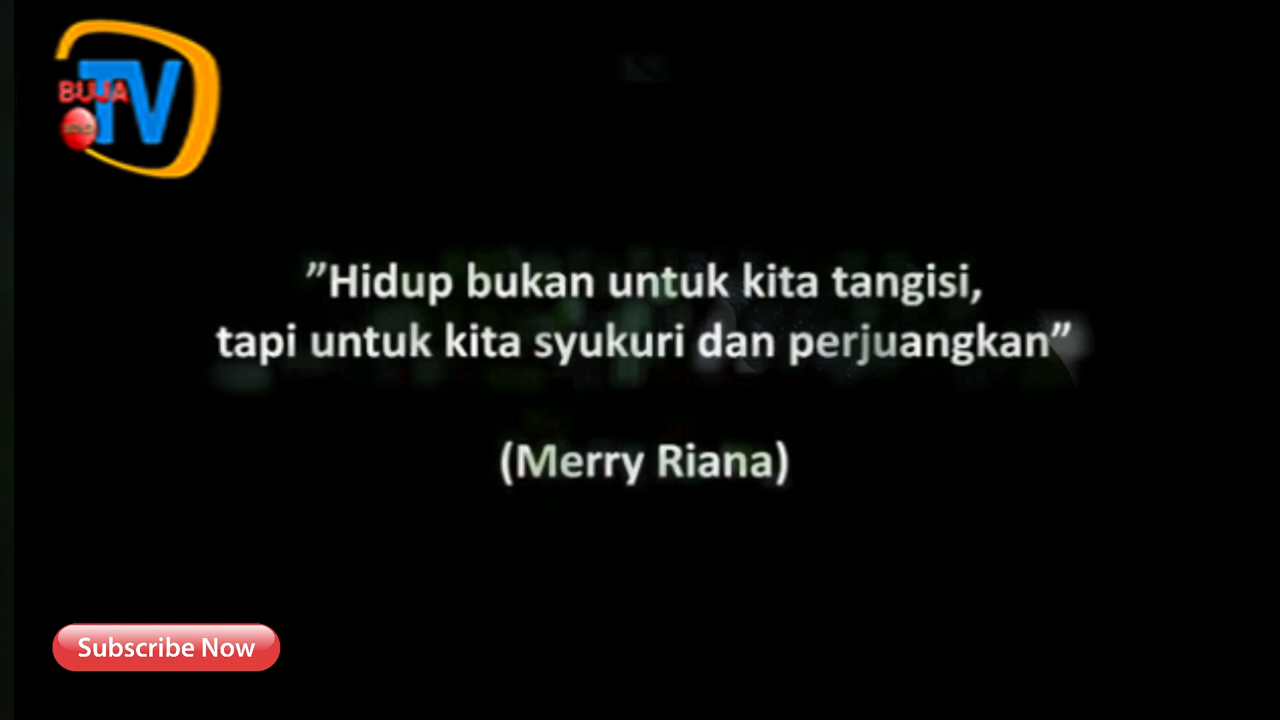 BUJA
TV
”Hidup bukan untuk kita tangisi,
tapi untuk kita syukuri dan perjuangkan”
(Merry Riana)
Subscribe Now